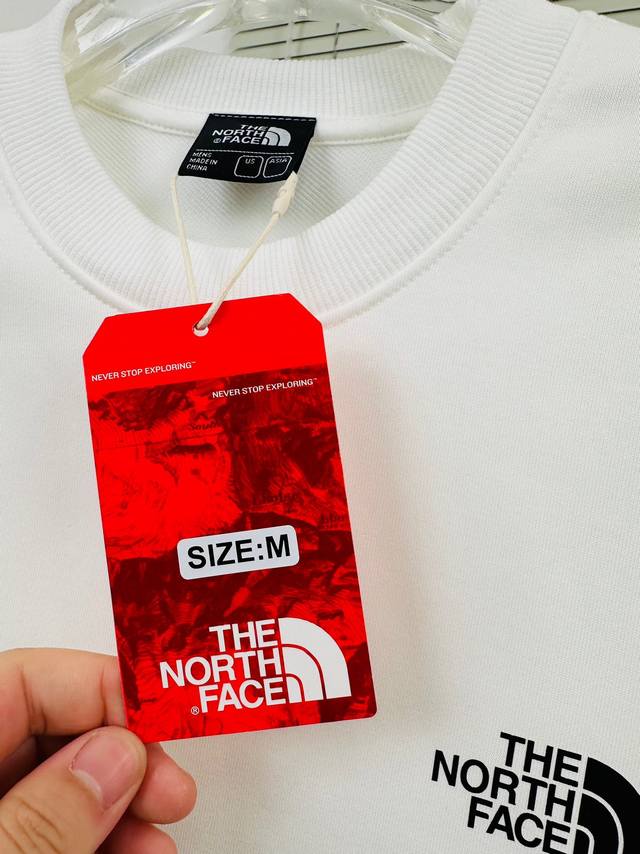 THE
NORTH
®FACE
MENS
MADE IN
CHINA
US
ASIA
NEVER STOP EXPLORING™
NEVER STOP EXPLORING™
SIZE:M
THE
NORTH
®FACE
THE
NORTH
FACE